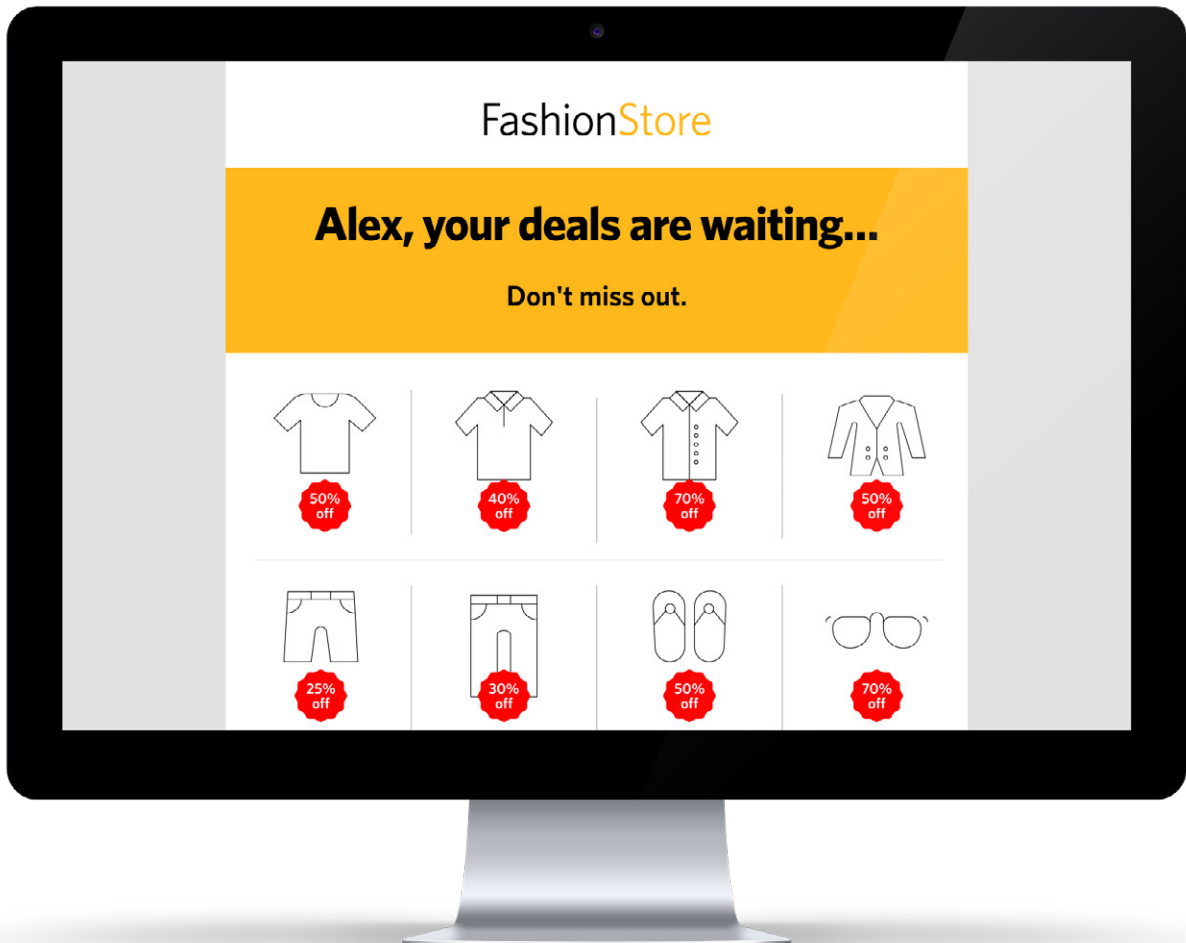 FashionStore
Alex, your deals are waiting...
Don't miss out.
50%
off
40%
off
70%
off
50%
off
25%
off
30%
off
50%
off
70%
off